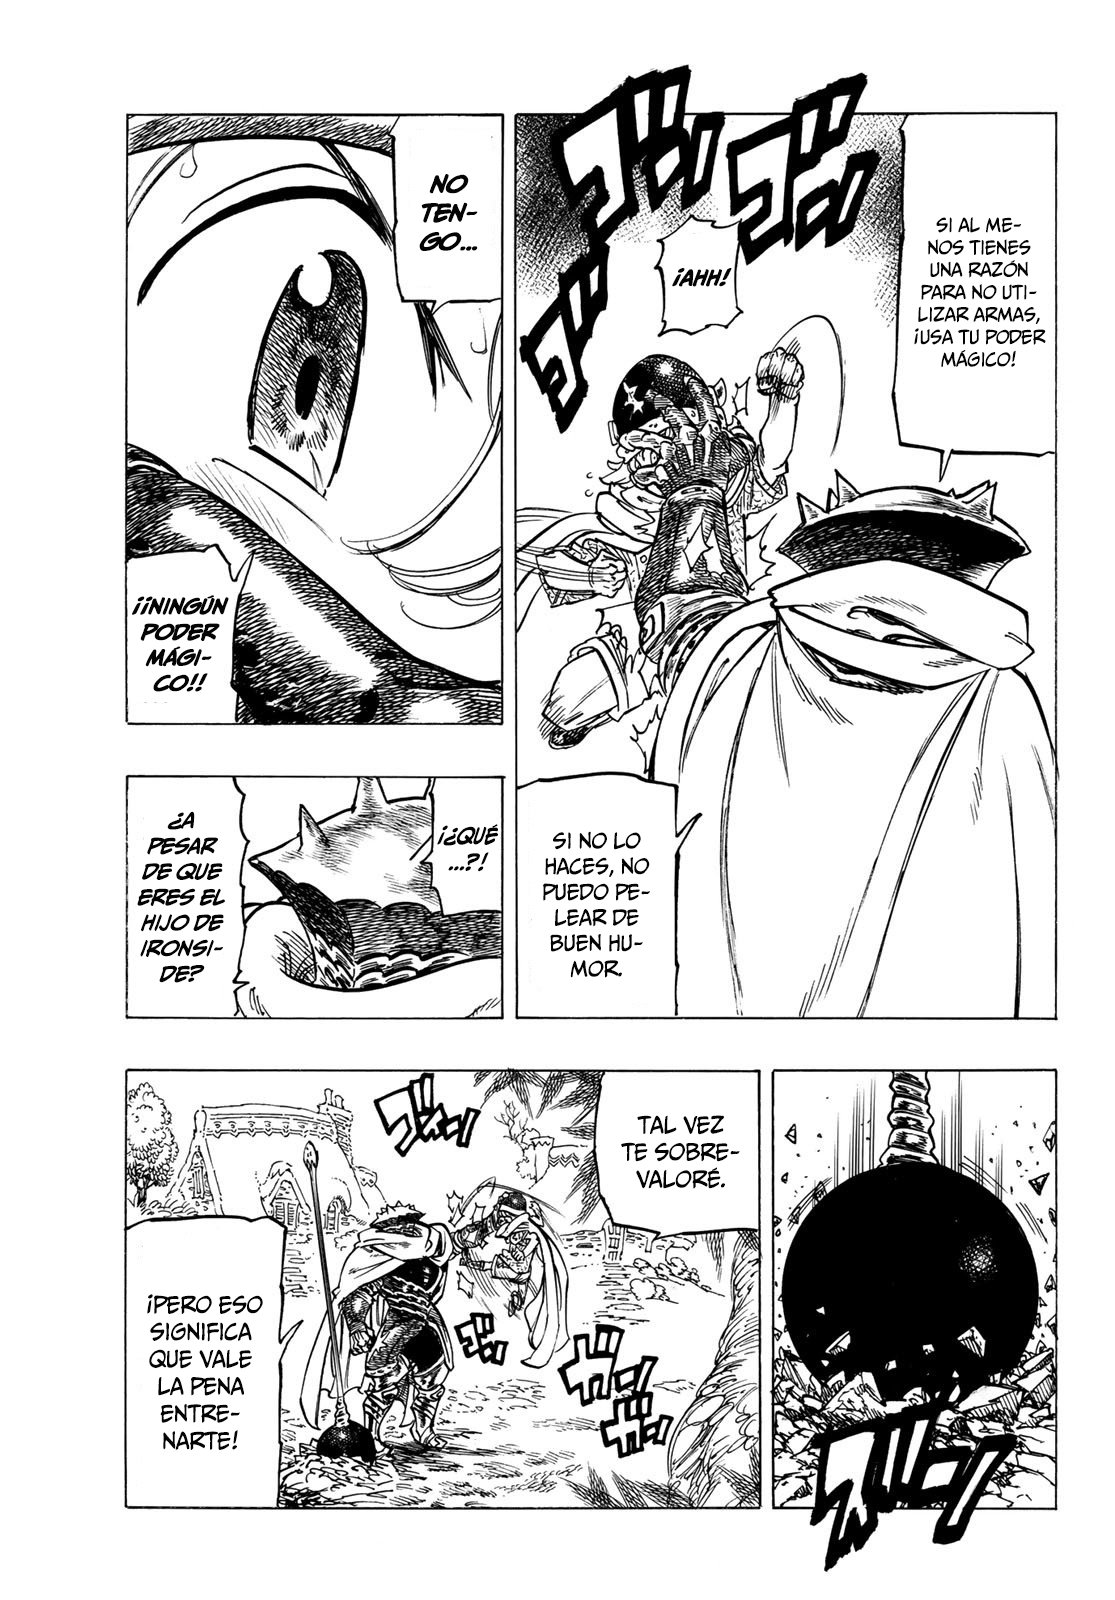 SI AL ME-
NOS TIENES
UNA RAZÓN
PARA NO UTI-
LIZAR ARMAS,
¡USA TU PODER
MÁGICO!
¡AHH!
SI NO LO
HACES, NO
PUEDO PE-
LEAR DE
BUEN HU-
MOR.
NO
TEN-
GO...
¡¡NINGÚN
PODER
MÁGI-
CO!!
¡¿QUÉ
...?!
¿A
PESAR
DE QUE
ERES EL
HIJO DE
IRONSI-
DE?
TAL VEZ
TE SOBRE-
VALORÉ.
¡PERO ESO
SIGNIFICA
QUE VALE
LA PENA
ENTRE-
NARTE!